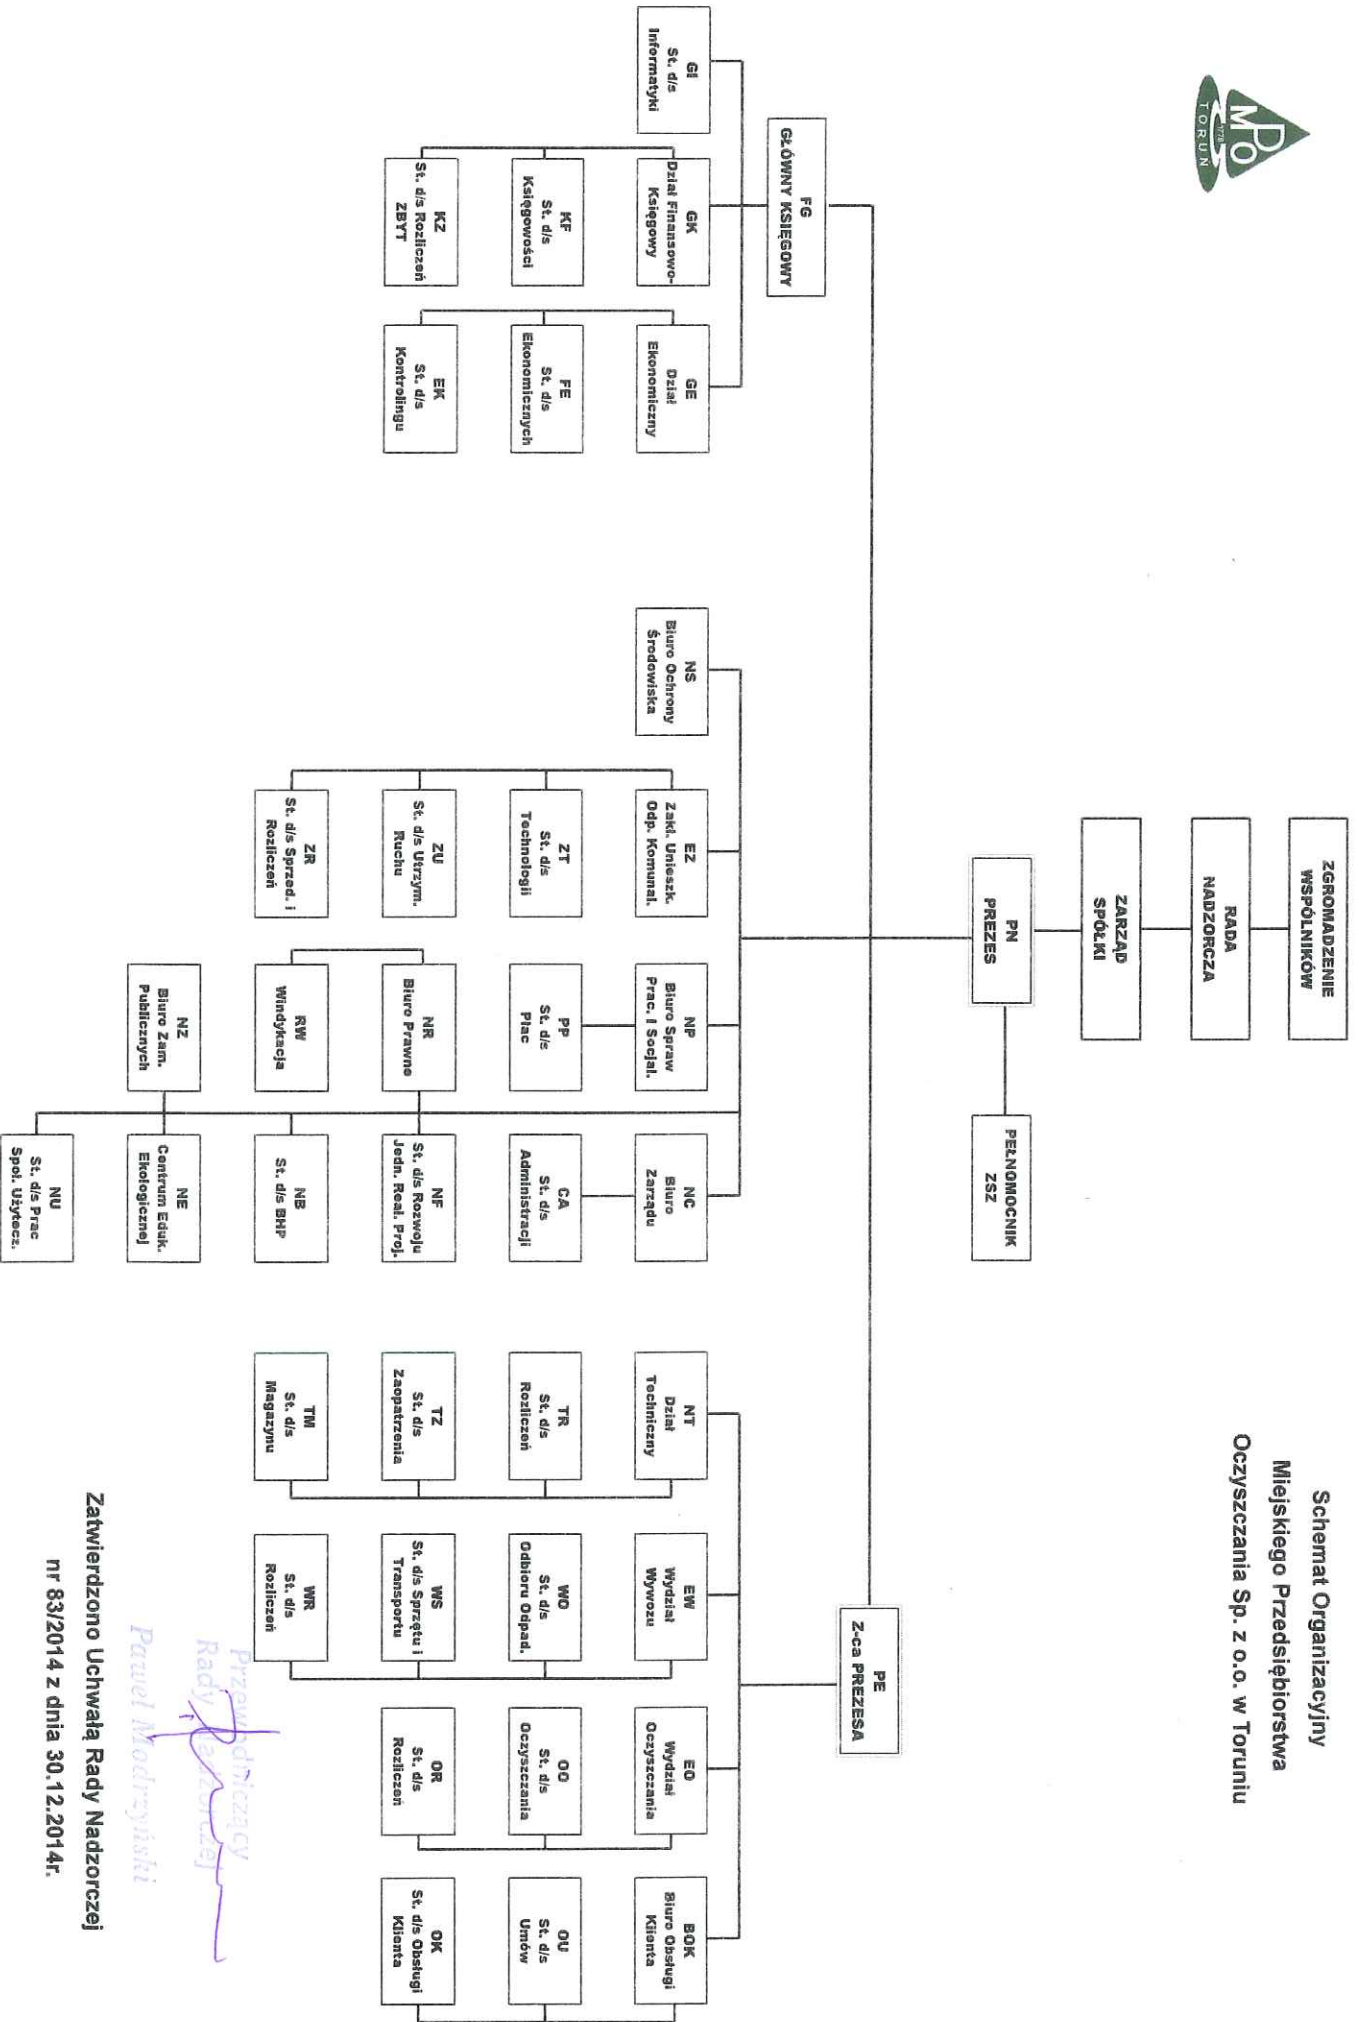 MPO
1778
TORUŃ
Schemat Organizacyjny
Miejskiego Przedsiębiorstwa
Oczyszczania Sp. z o.o. w Toruniu
ZGROMADZENIE
WSPÓLNIKÓW
RADA
NADZORCZA
ZARZĄD
SPÓŁKI
PN
PREZES
PEŁNOMOCNIK
ZSZ
FG
GŁÓWNY KSIĘGOWY
PE
Z-ca PREZESA
GI
St. d/s
Informatyki
GK
Dział Finansowo-
Księgowy
GE
Dział
Ekonomiczny
KF
St. d/s
Księgowości
FE
St. d/s
Ekonomicznych
KZ
St. d/s Rozliczeń
ZBYT
EK
St. d/s
Kontrolingu
NS
Biuro Ochrony
Środowiska
EZ
Zakł. Unieszk.
Odp. Komunal.
NP
Biuro Spraw
Prac. i Socjal.
NC
Biuro
Zarządu
ZT
St. d/s
Technologii
PP
St. d/s
Płac
CA
St. d/s
Administracji
ZU
St. d/s Utrzym.
Ruchu
NR
Biuro Prawne
NF
St. d/s Rozwoju
Jedn. Real. Proj.
ZR
St. d/s Sprzed. i
Rozliczeń
RW
Windykacja
NB
St. d/s BHP
NZ
Biuro Zam.
Publicznych
NE
Centrum Eduk.
Ekologicznej
NU
St. d/s Prac
Społ. Użytecz.
NT
Dział
Techniczny
EW
Wydział
Wywozu
EO
Wydział
Oczyszczania
BOK
Biuro Obsługi
Klienta
TR
St. d/s
Rozliczeń
WO
St. d/s
Odbioru Odpad.
OO
St. d/s
Oczyszczania
OU
St. d/s
Umów
TZ
St. d/s
Zaopatrzenia
WS
St. d/s Sprzętu i
Transportu
OR
St. d/s
Rozliczeń
OK
St. d/s Obsługi
Klienta
TM
St. d/s
Magazynu
WR
St. d/s
Rozliczeń
Przewodniczący
Rady Nadzorczej
Paweł Modrzyński
Zatwierdzono Uchwałą Rady Nadzorczej
nr 83/2014 z dnia 30.12.2014r.